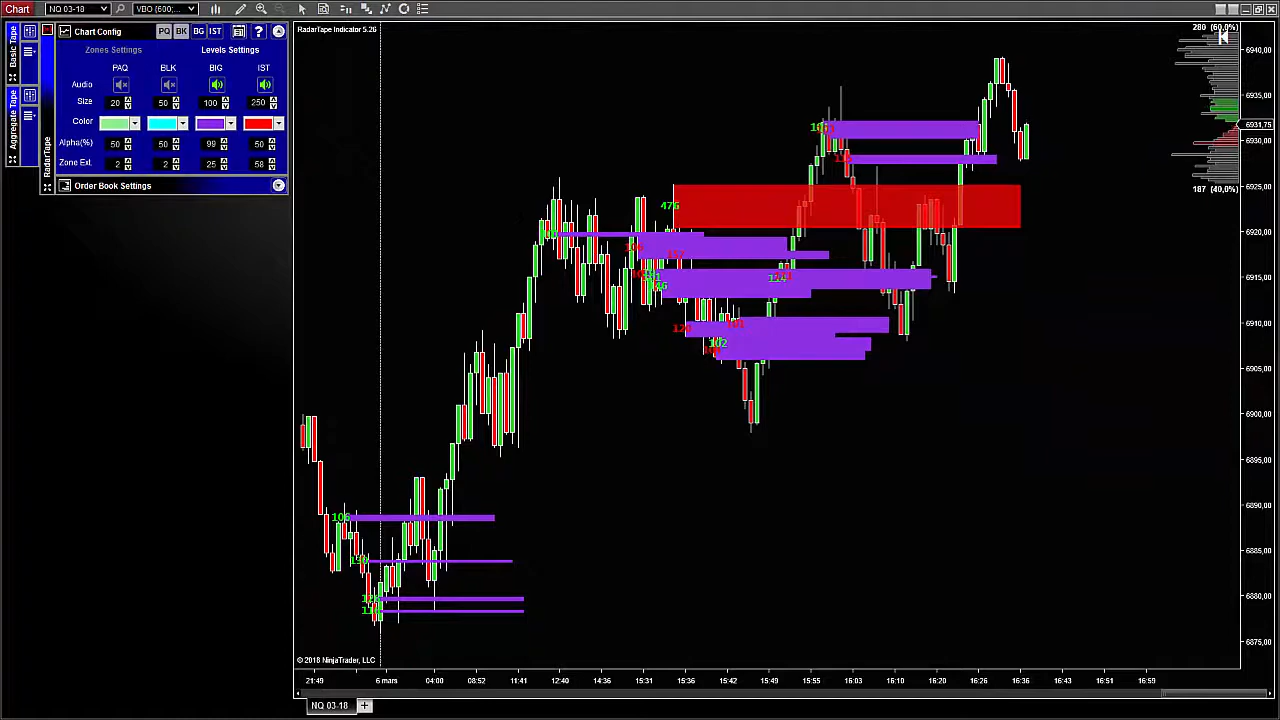 Chart
NQ 03-18
VBO (600;...
RadarTape Indicator 5.26
Basic Tape
Aggregate Tape
RadarTape
Chart Config
PQ
BK
BG
IST
?
Zones Settings
Levels Settings
PAQ BLK BIG IST
Audio
Size 20 50 100 250
Color
Alpha(%) 50 50 99 50
Zone Ext. 2 2 25 58
Order Book Settings
280 (60,0%)
187 (40,0%)
6940,00
6935,00
6931,75
6930,00
6925,00
6920,00
6915,00
6910,00
6905,00
6900,00
6895,00
6890,00
6885,00
6880,00
6875,00
476
102
106
© 2018 NinjaTrader, LLC
21:49 6 mars 04:00 08:52 11:41 12:40 14:36 15:31 15:36 15:42 15:48 15:55 16:03 16:10 16:20 16:36 16:43 16:51 16:59
NQ 03-18
+